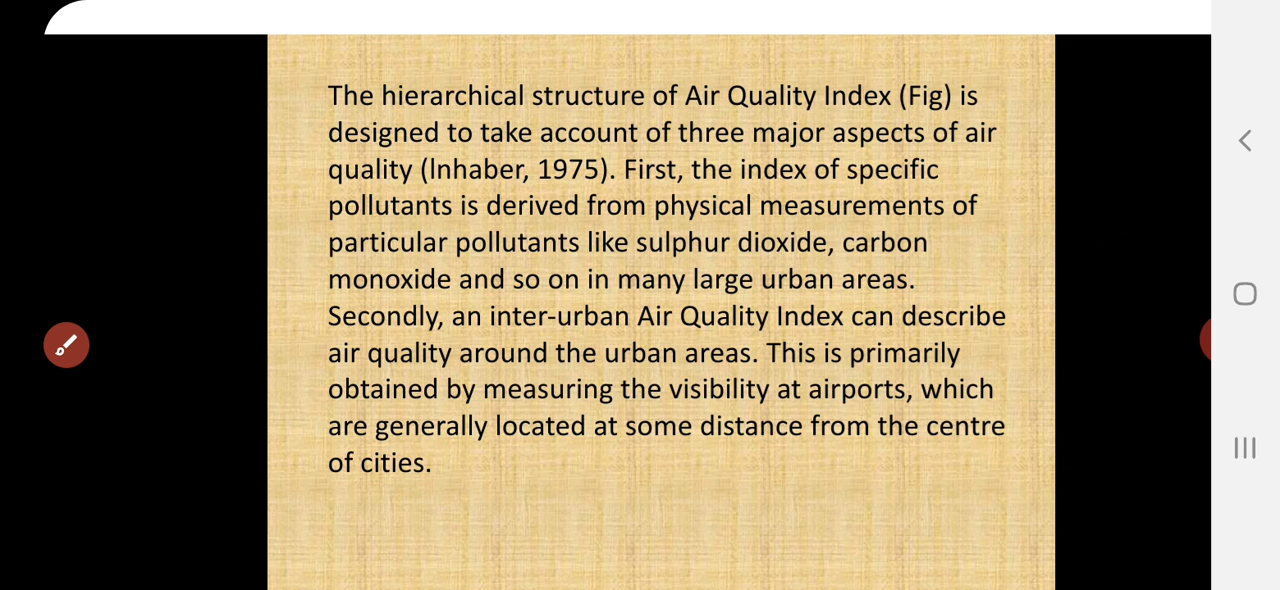 The hierarchical structure of Air Quality Index (Fig) is
designed to take account of three major aspects of air
quality (Inhaber, 1975). First, the index of specific
pollutants is derived from physical measurements of
particular pollutants like sulphur dioxide, carbon
monoxide and so on in many large urban areas.
Secondly, an inter-urban Air Quality Index can describe
air quality around the urban areas. This is primarily
obtained by measuring the visibility at airports, which
are generally located at some distance from the centre
of cities.